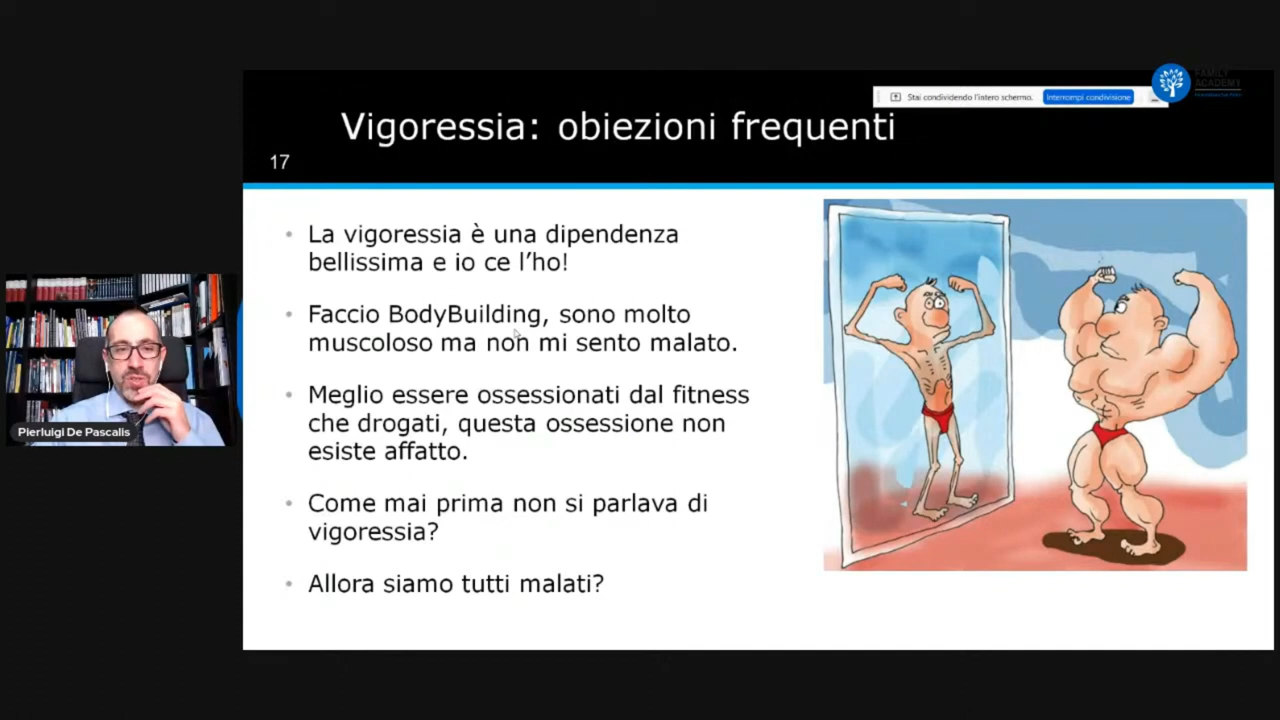 FAMILY
ACADEMY
Stai condividendo l'intero schermo. Interrompi condivisione
Vigoressia: obiezioni frequenti
17
• La vigoressia è una dipendenza
bellissima e io ce l'ho!
• Faccio BodyBuilding, sono molto
muscoloso ma non mi sento malato.
• Meglio essere ossessionati dal fitness
che drogati, questa ossessione non
esiste affatto.
• Come mai prima non si parlava di
vigoressia?
• Allora siamo tutti malati?
Pierluigi De Pascalis